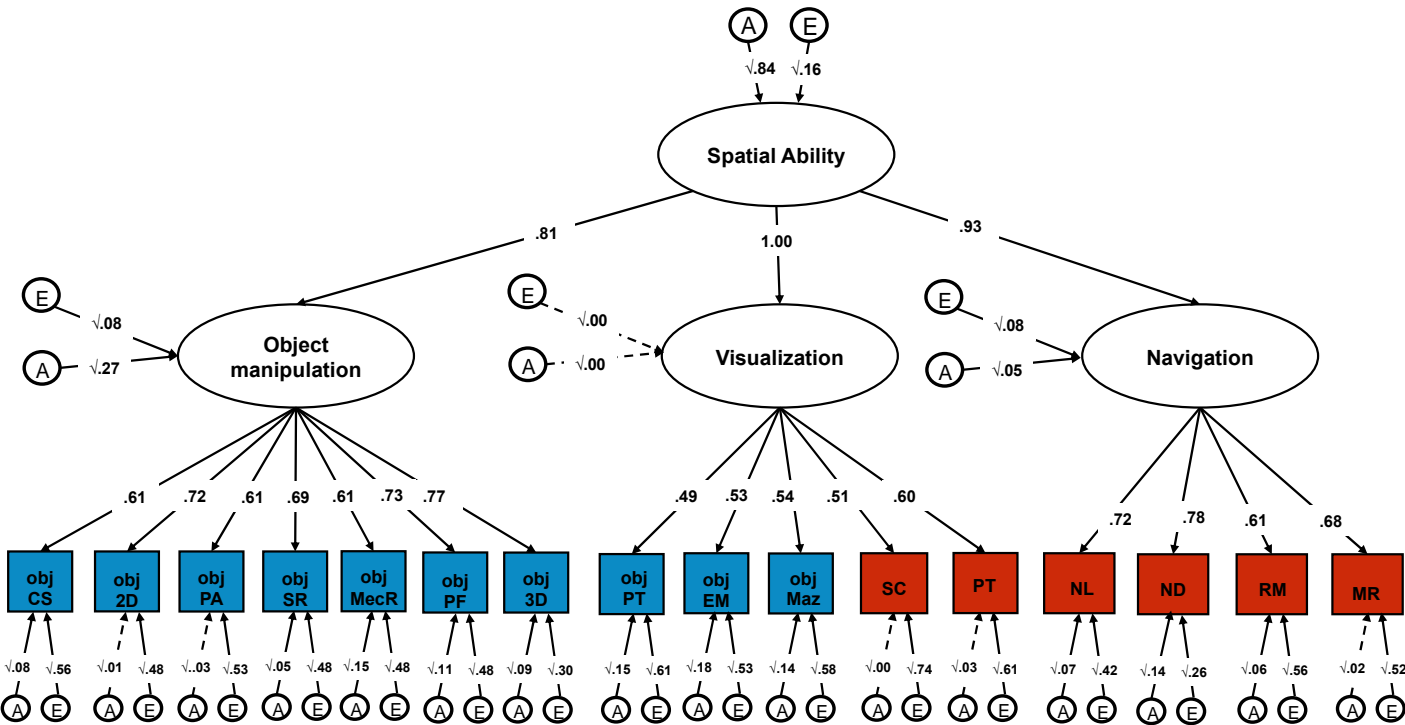 A E
√.84 √.16
Spatial Ability
.81 1.00 .93
E √.08
A √.27
Object
manipulation
E √.00
A √.00
Visualization
E √.08
A √.05
Navigation
.61 .72 .61 .69 .61 .73 .77
.49 .53 .54 .51 .60
.72 .78 .61 .68
obj
CS
obj
2D
obj
PA
obj
SR
obj
MecR
obj
PF
obj
3D
obj
PT
obj
EM
obj
Maz
SC
PT
NL
ND
RM
MR
√.08 √.56 √.01 √.48 √..03 √.53 √.05 √.48 √.15 √.48 √.11 √.48 √.09 √.30 √.15 √.61 √.18 √.53 √.14 √.58 √.00 √.74 √.03 √.61 √.07 √.42 √.14 √.26 √.06 √.56 √.02 √.52
A E A E A E A E A E A E A E A E A E A E A E A E A E A E A E A E